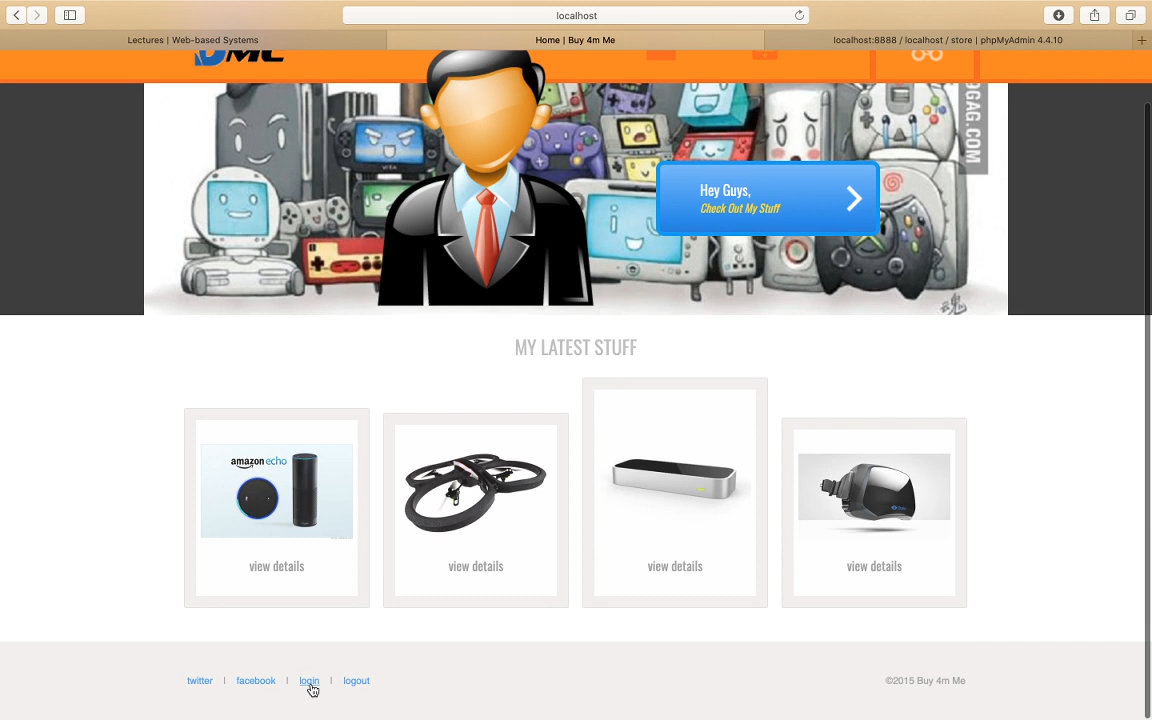 localhost
Lectures | Web-based Systems
Home | Buy 4m Me
localhost:8888 / localhost / store | phpMyAdmin 4.4.10
9GAG.COM
Hey Guys,
Check Out My Stuff
MY LATEST STUFF
amazon echo
view details
view details
view details
view details
twitter | facebook | login | logout
©2015 Buy 4m Me